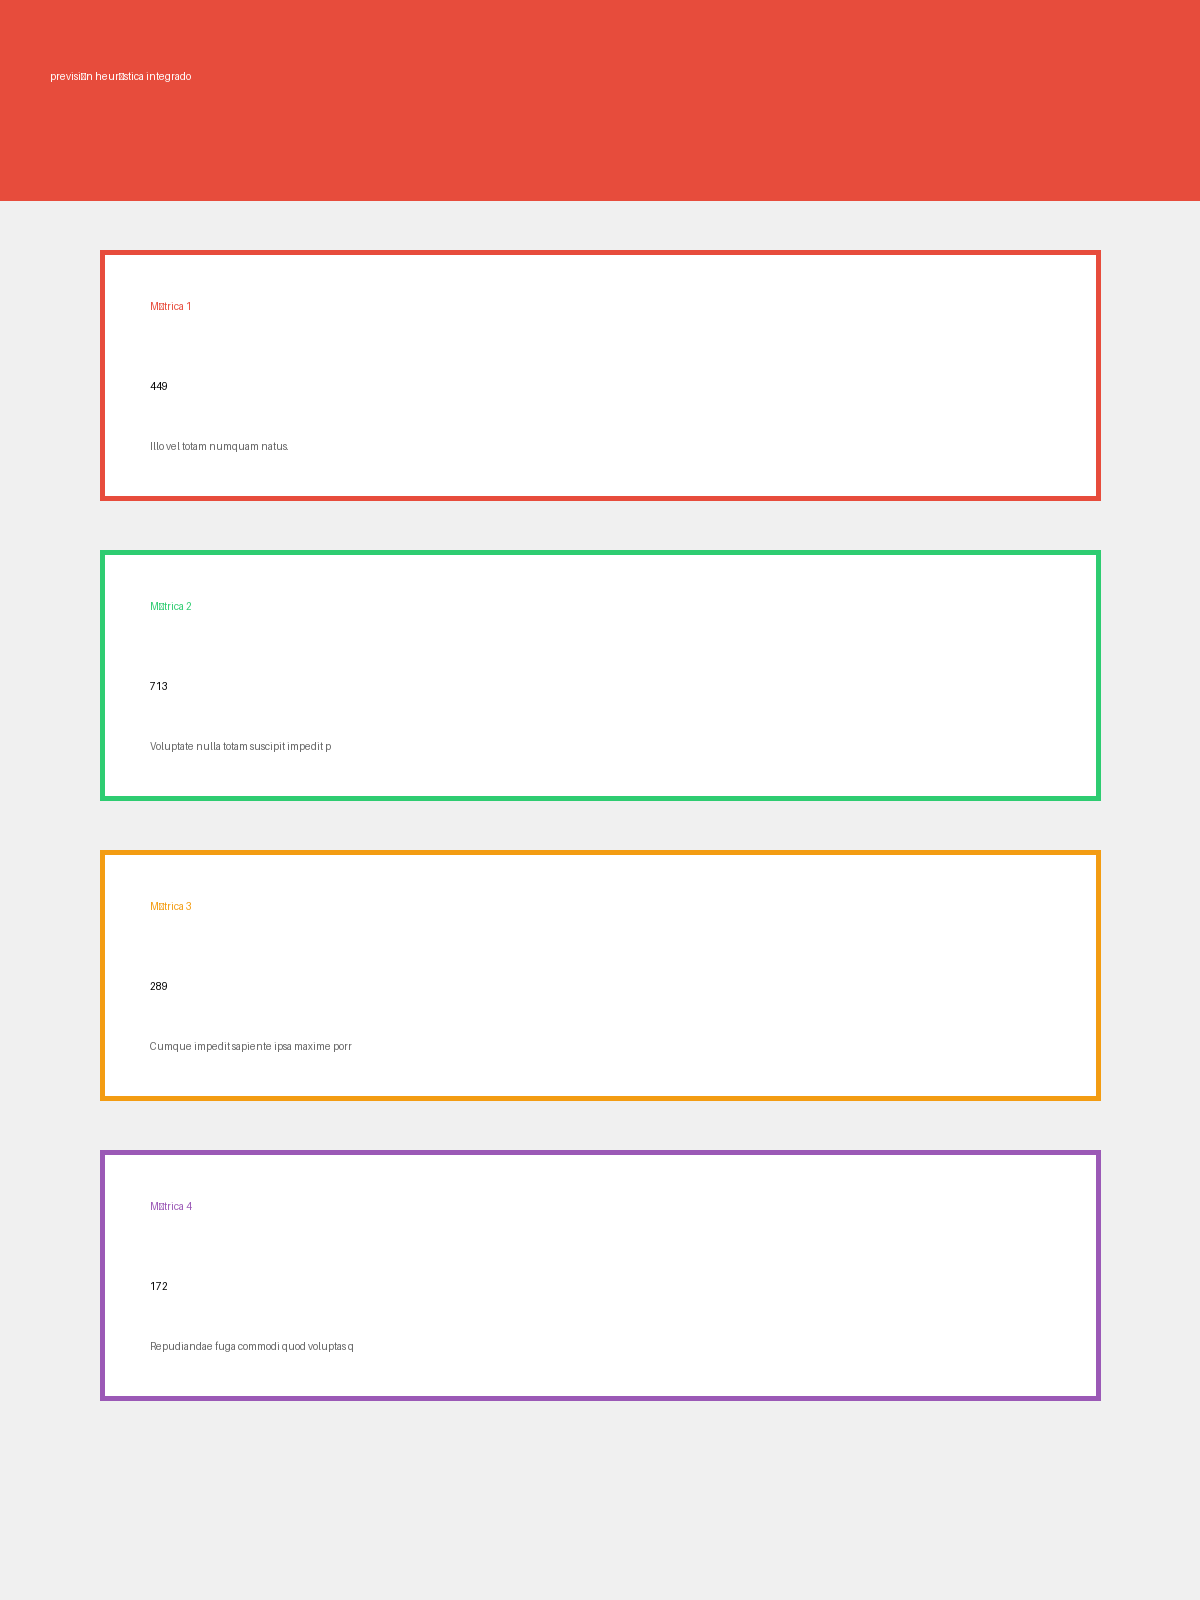 previsi▯n heur▯stica integrado
M▯trica 1
449
Illo vel totam numquam natus.
M▯trica 2
713
Voluptate nulla totam suscipit impedit p
M▯trica 3
289
Cumque impedit sapiente ipsa maxime porr
M▯trica 4
172
Repudiandae fuga commodi quod voluptas q